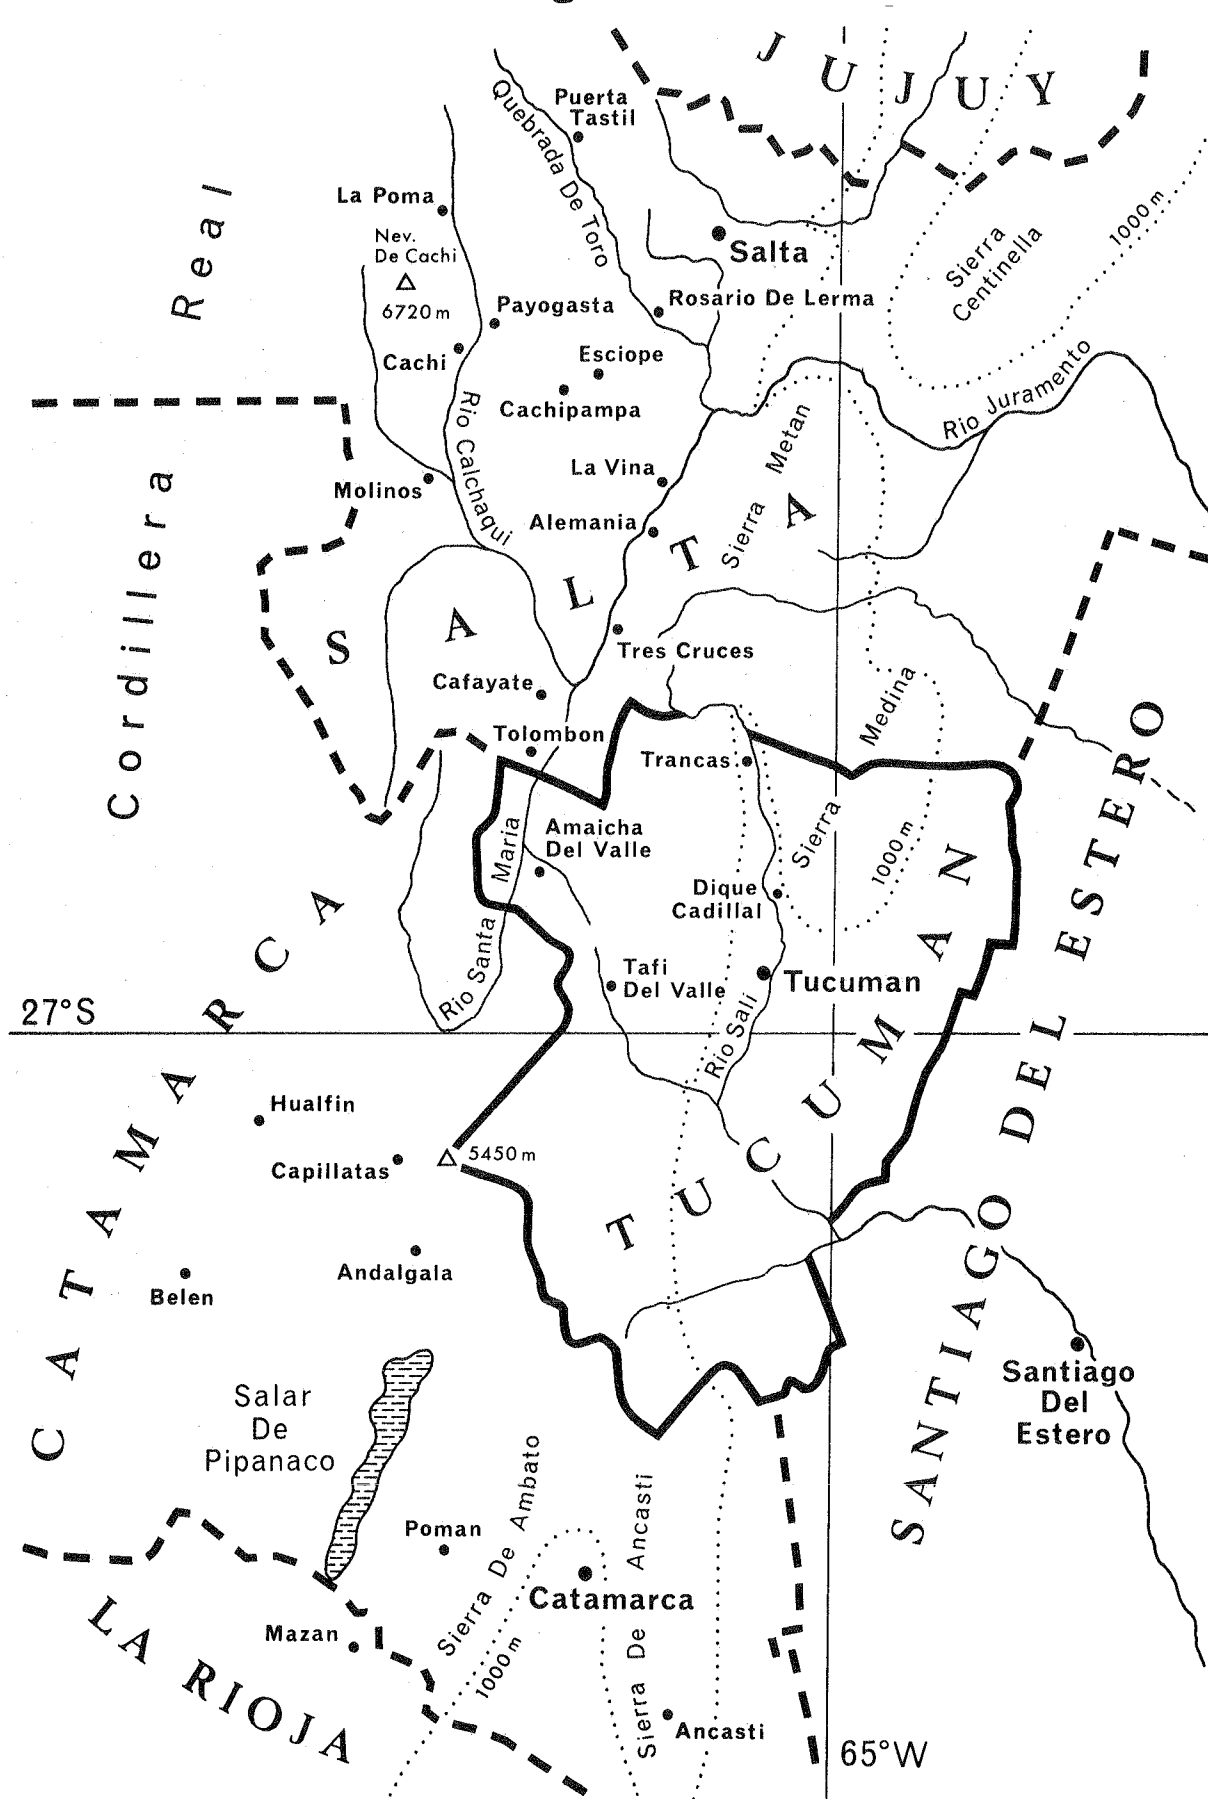 JUJUY
Puerta
Tastil
Quebrada De Toro
La Poma
Nev.
De Cachi
6720 m
Salta
Sierra
Centinella
1000 m
Cordillera Real
Payogasta
Rosario De Lerma
Cachi
Esciope
Cachipampa
Rio Calchaqui
Rio Juramento
Sierra Metan
La Vina
Molinos
Alemania
SALTA
Tres Cruces
Cafayate
Tolombon
Trancas
Sierra Medina
1000 m
Amaicha
Del Valle
Rio Santa Maria
Dique
Cadillal
Tafi
Del Valle
Tucuman
Rio Sali
27°S
TUCUMAN
SANTIAGO DEL ESTERO
CATAMARCA
Hualfin
Capillatas
5450 m
Andalgala
Belen
Santiago
Del
Estero
Salar
De
Pipanaco
Poman
Sierra De Ambato
Sierra De Ancasti
Catamarca
1000 m
Mazan
LA RIOJA
Ancasti
65°W